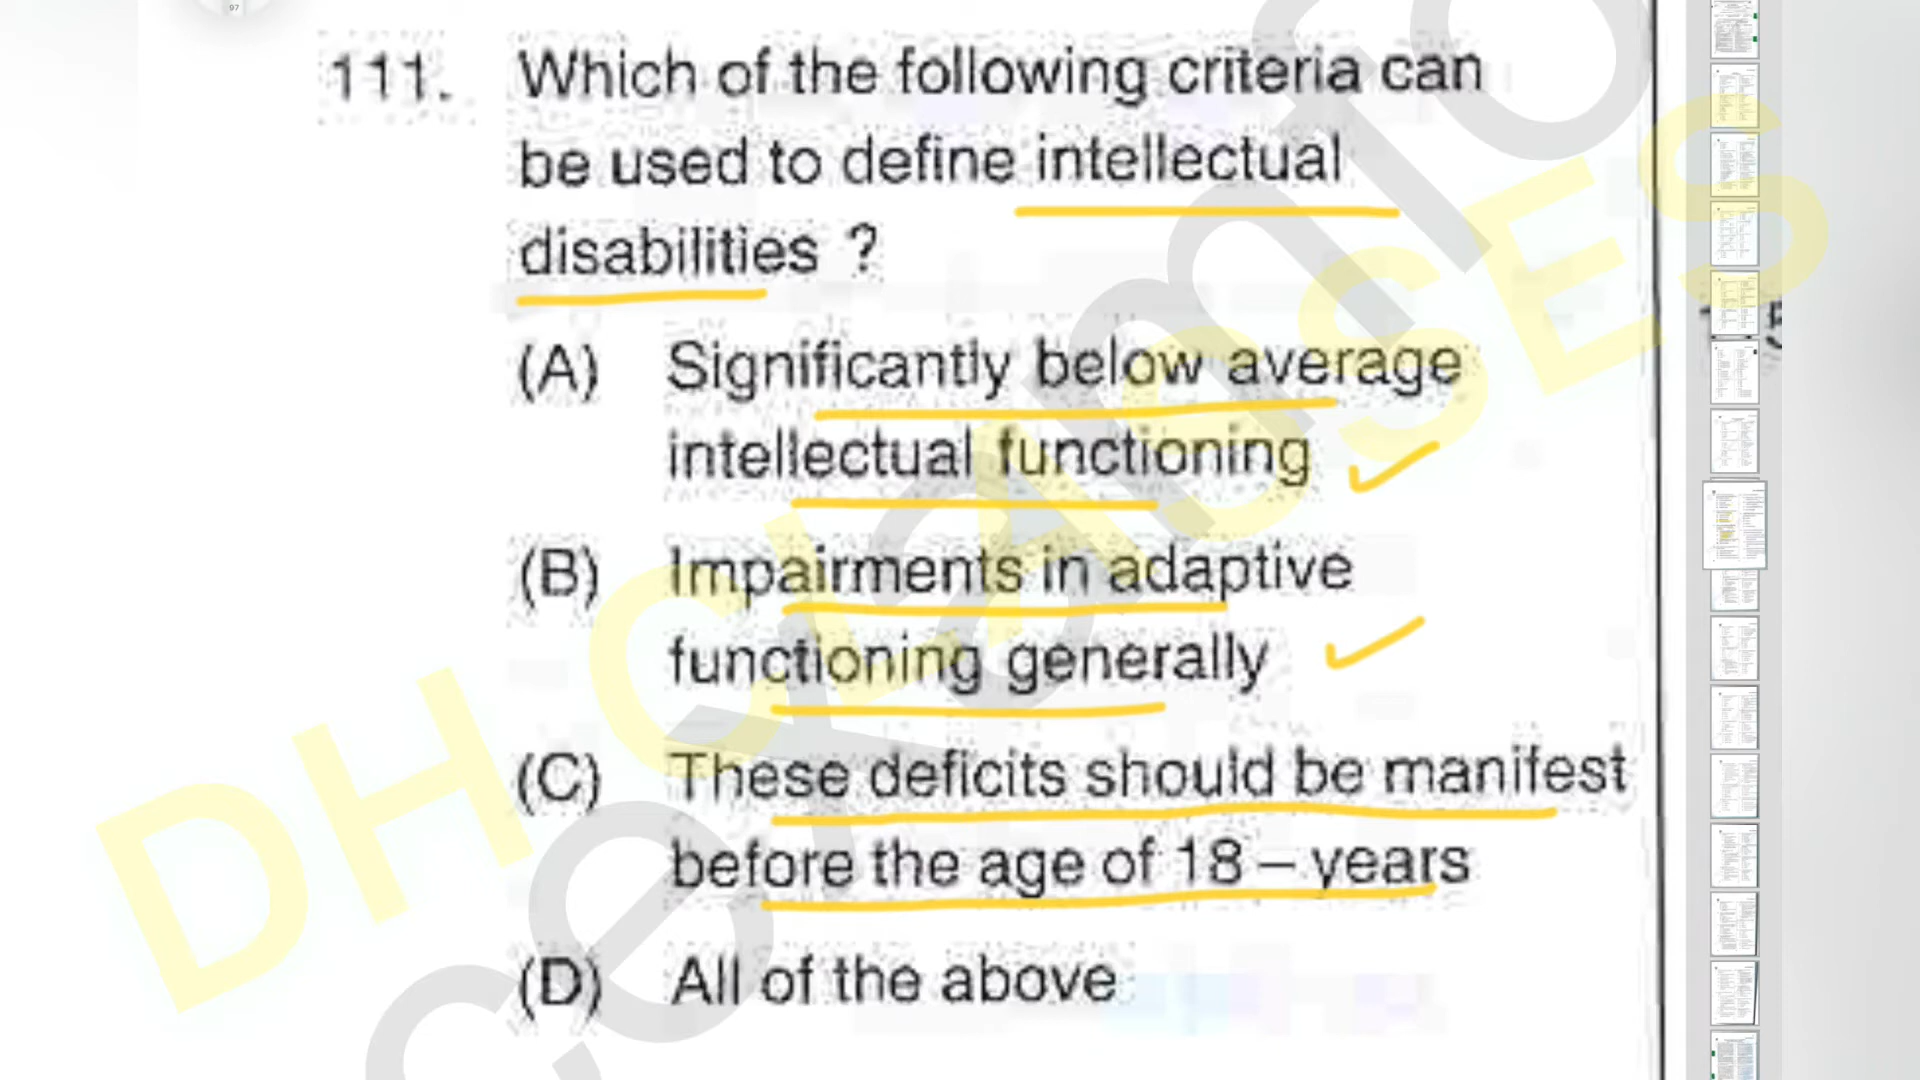 97
111. Which of the following criteria can
be used to define intellectual
disabilities ?
(A) Significantly below average
intellectual functioning
(B) Impairments in adaptive
functioning generally
(C) These deficits should be manifest
before the age of 18 – years
(D) All of the above
DH CLASSES